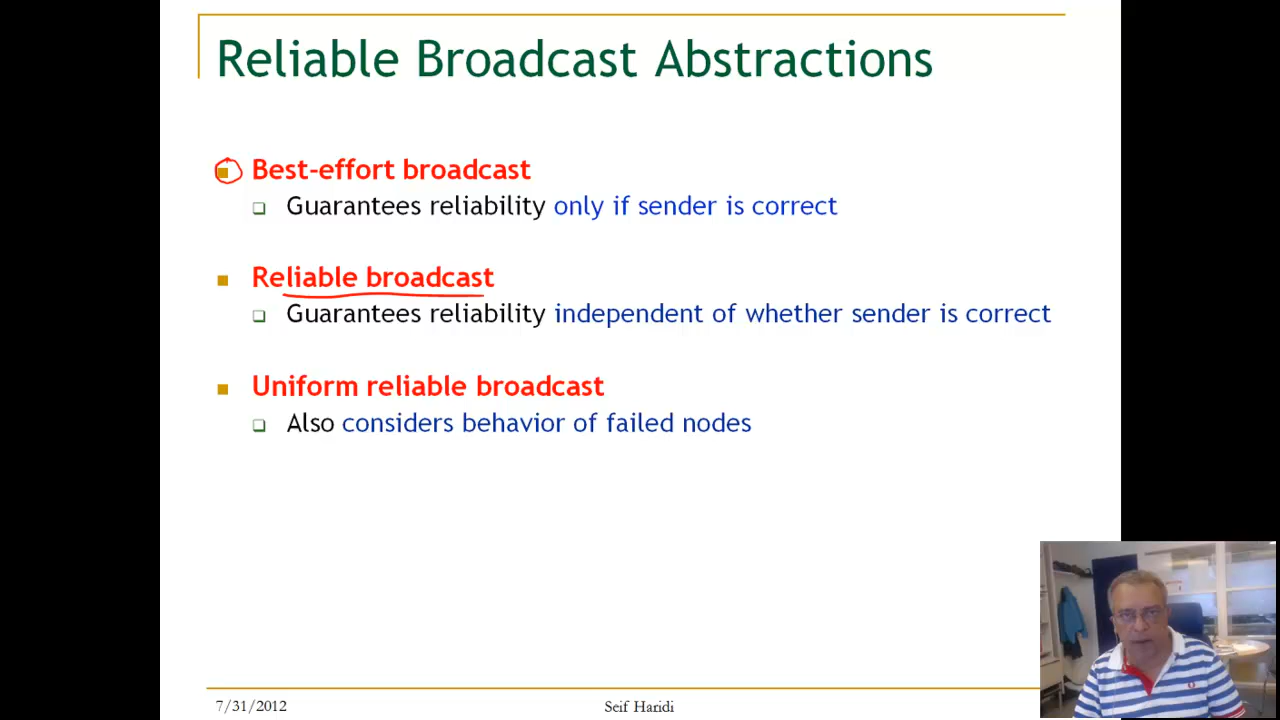 Reliable Broadcast Abstractions
Best-effort broadcast
Guarantees reliability only if sender is correct
Reliable broadcast
Guarantees reliability independent of whether sender is correct
Uniform reliable broadcast
Also considers behavior of failed nodes
7/31/2012
Seif Haridi